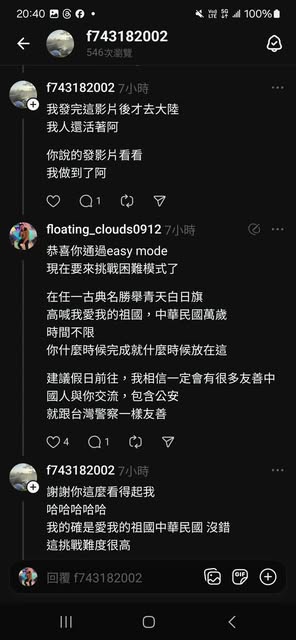 20:40
100%
f743182002
546次瀏覽
f743182002 7小時
我發完這影片後才去大陸
我人還活著阿
你說的發影片看看
我做到了阿
1
floating_clouds0912 7小時
恭喜你通過easy mode
現在要來挑戰困難模式了
在任一古典名勝舉青天白日旗
高喊我愛我的祖國，中華民國萬歲
時間不限
你什麼時候完成就什麼時候放在這
建議假日前往，我相信一定會有很多友善中
國人與你交流，包含公安
就跟台灣警察一樣友善
4 1
f743182002 7小時
謝謝你這麼看得起我
哈哈哈哈哈
我的確是愛我的祖國中華民國 沒錯
這挑戰難度很高
回覆 f743182002
GIF